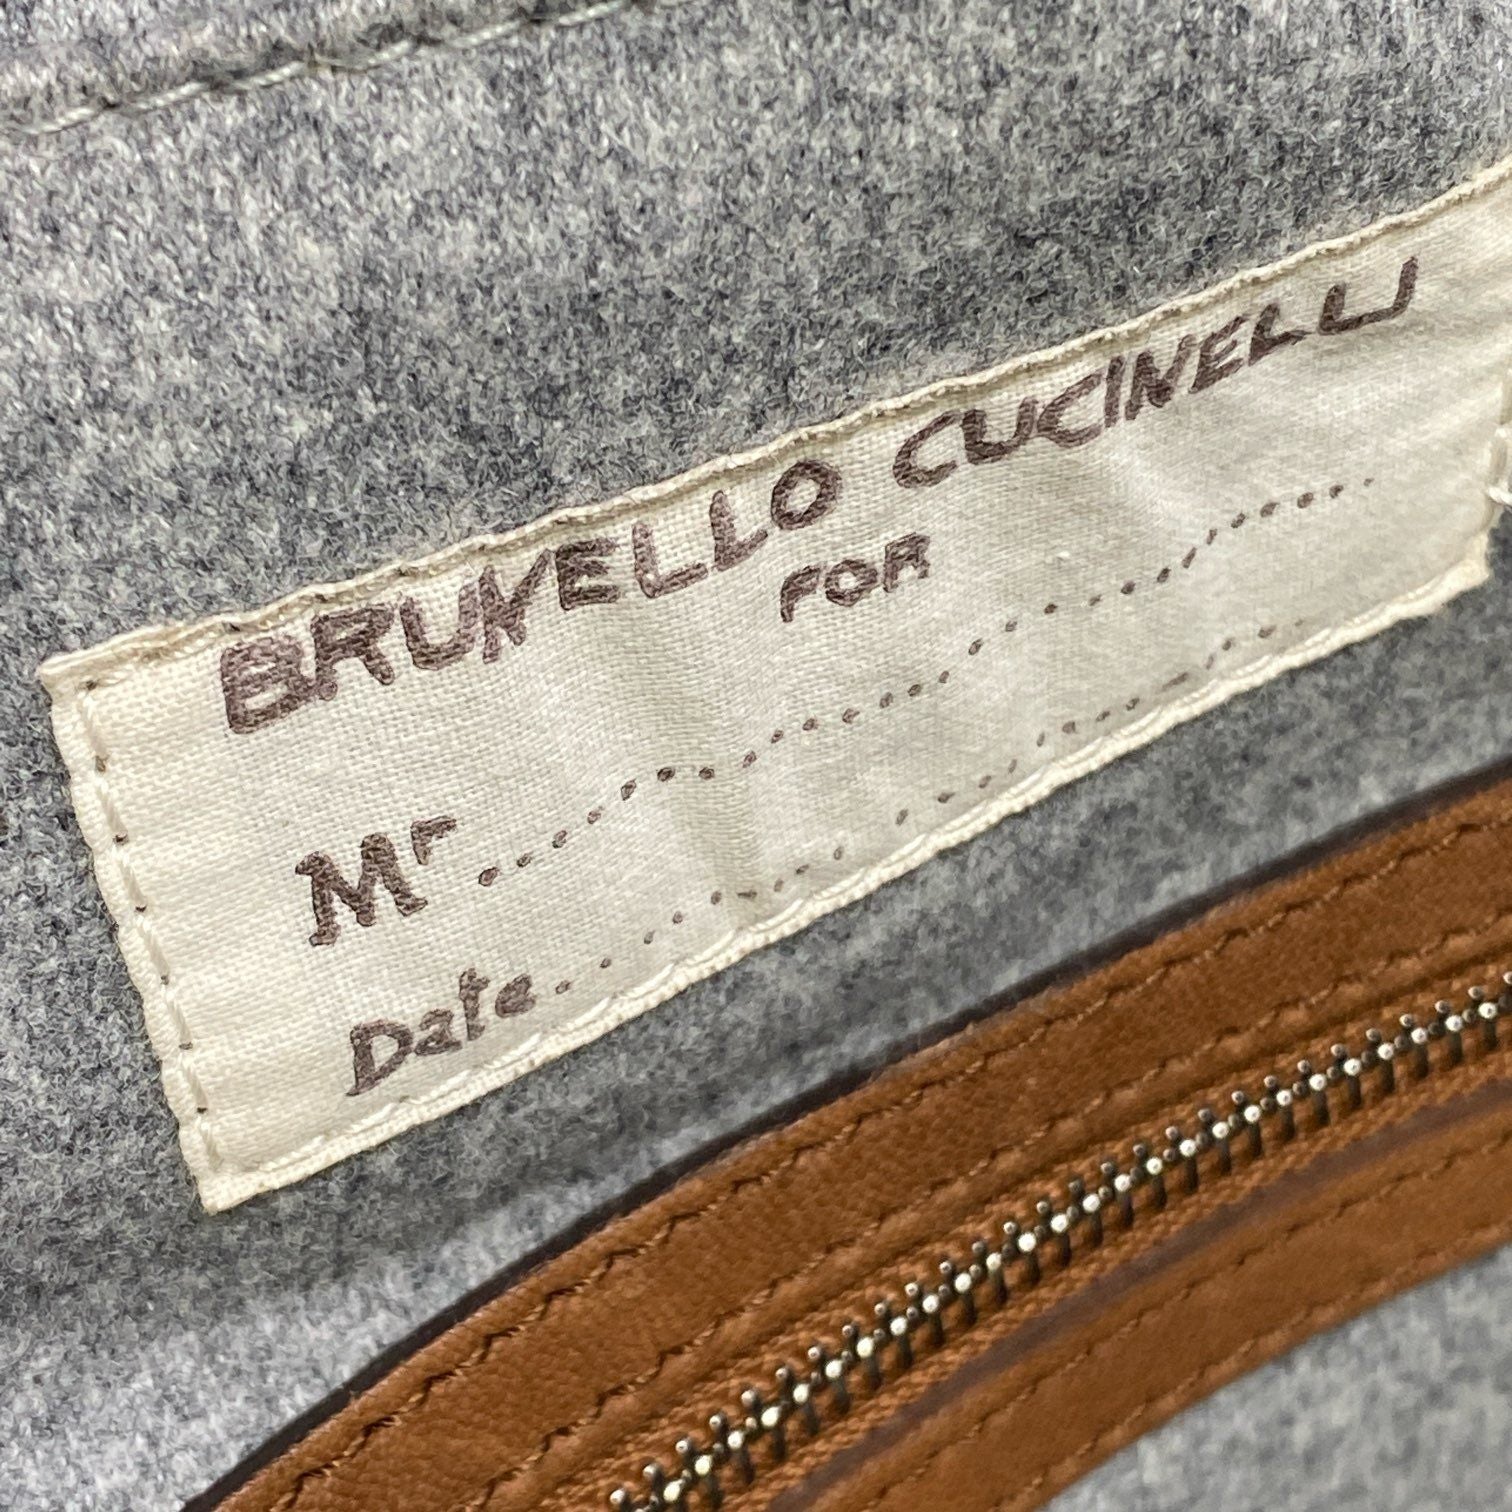 BRUNELLO CUCINELLI
FOR
Mr...........................
Date.......................